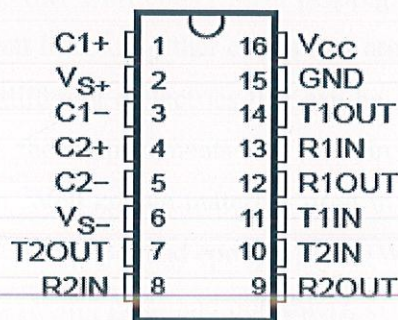 C1+ 1 16 VCC
VS+ 2 15 GND
C1− 3 14 T1OUT
C2+ 4 13 R1IN
C2− 5 12 R1OUT
VS− 6 11 T1IN
T2OUT 7 10 T2IN
R2IN 8 9 R2OUT